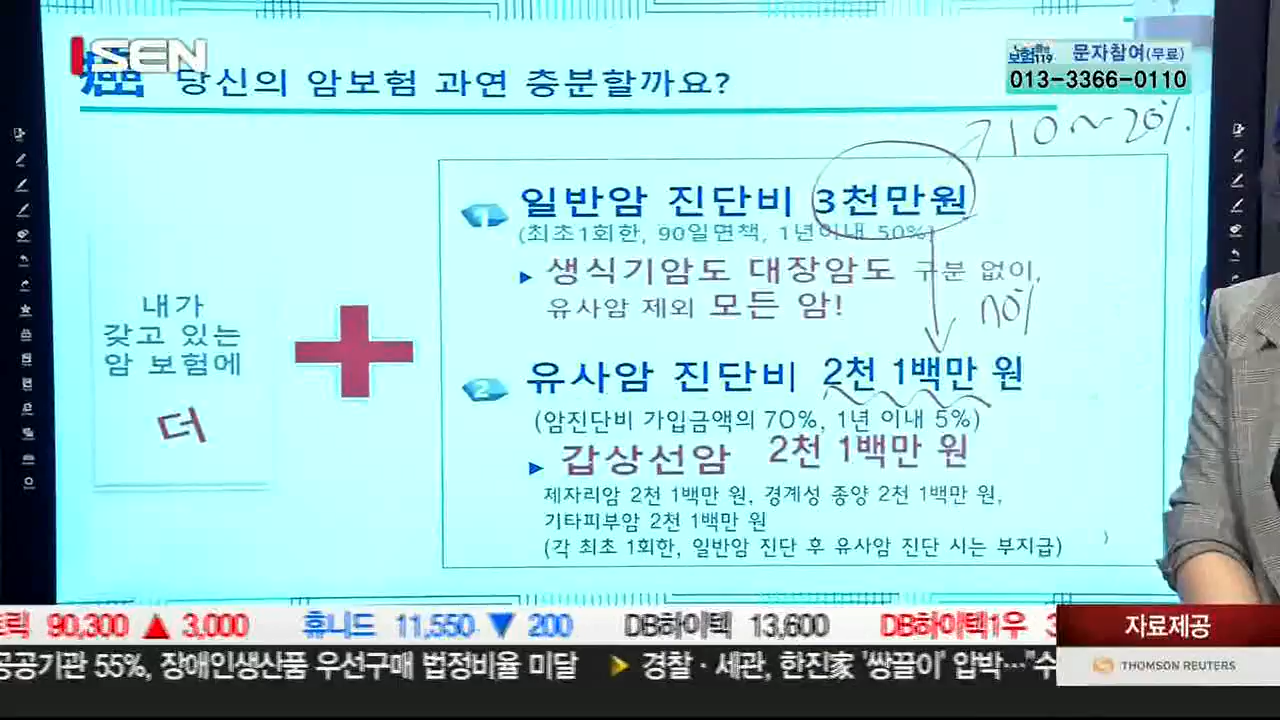 SEN
보험119 문자참여(무료)
013-3366-0110
癌 당신의 암보험 과연 충분할까요?
10~20%
1 일반암 진단비 3천만원
(최초1회한, 90일면책, 1년이내 50%)
▶ 생식기암도 대장암도 구분 없이,
유사암 제외 모든 암!
70%
내가
갖고 있는
암 보험에
더
2 유사암 진단비 2천 1백만 원
(암진단비 가입금액의 70%, 1년 이내 5%)
▶ 갑상선암 2천 1백만 원
제자리암 2천 1백만 원, 경계성 종양 2천 1백만 원,
기타피부암 2천 1백만 원
(각 최초 1회한, 일반암 진단 후 유사암 진단 시는 부지급)
90,300 ▲ 3,000 휴니드 11,550 ▼ 200 DB하이텍 13,600 DB하이텍1우
자료제공
공공기관 55%, 장애인생산품 우선구매 법정비율 미달 > 경찰·세관, 한진家 '쌍끌이' 압박…"수
THOMSON REUTERS